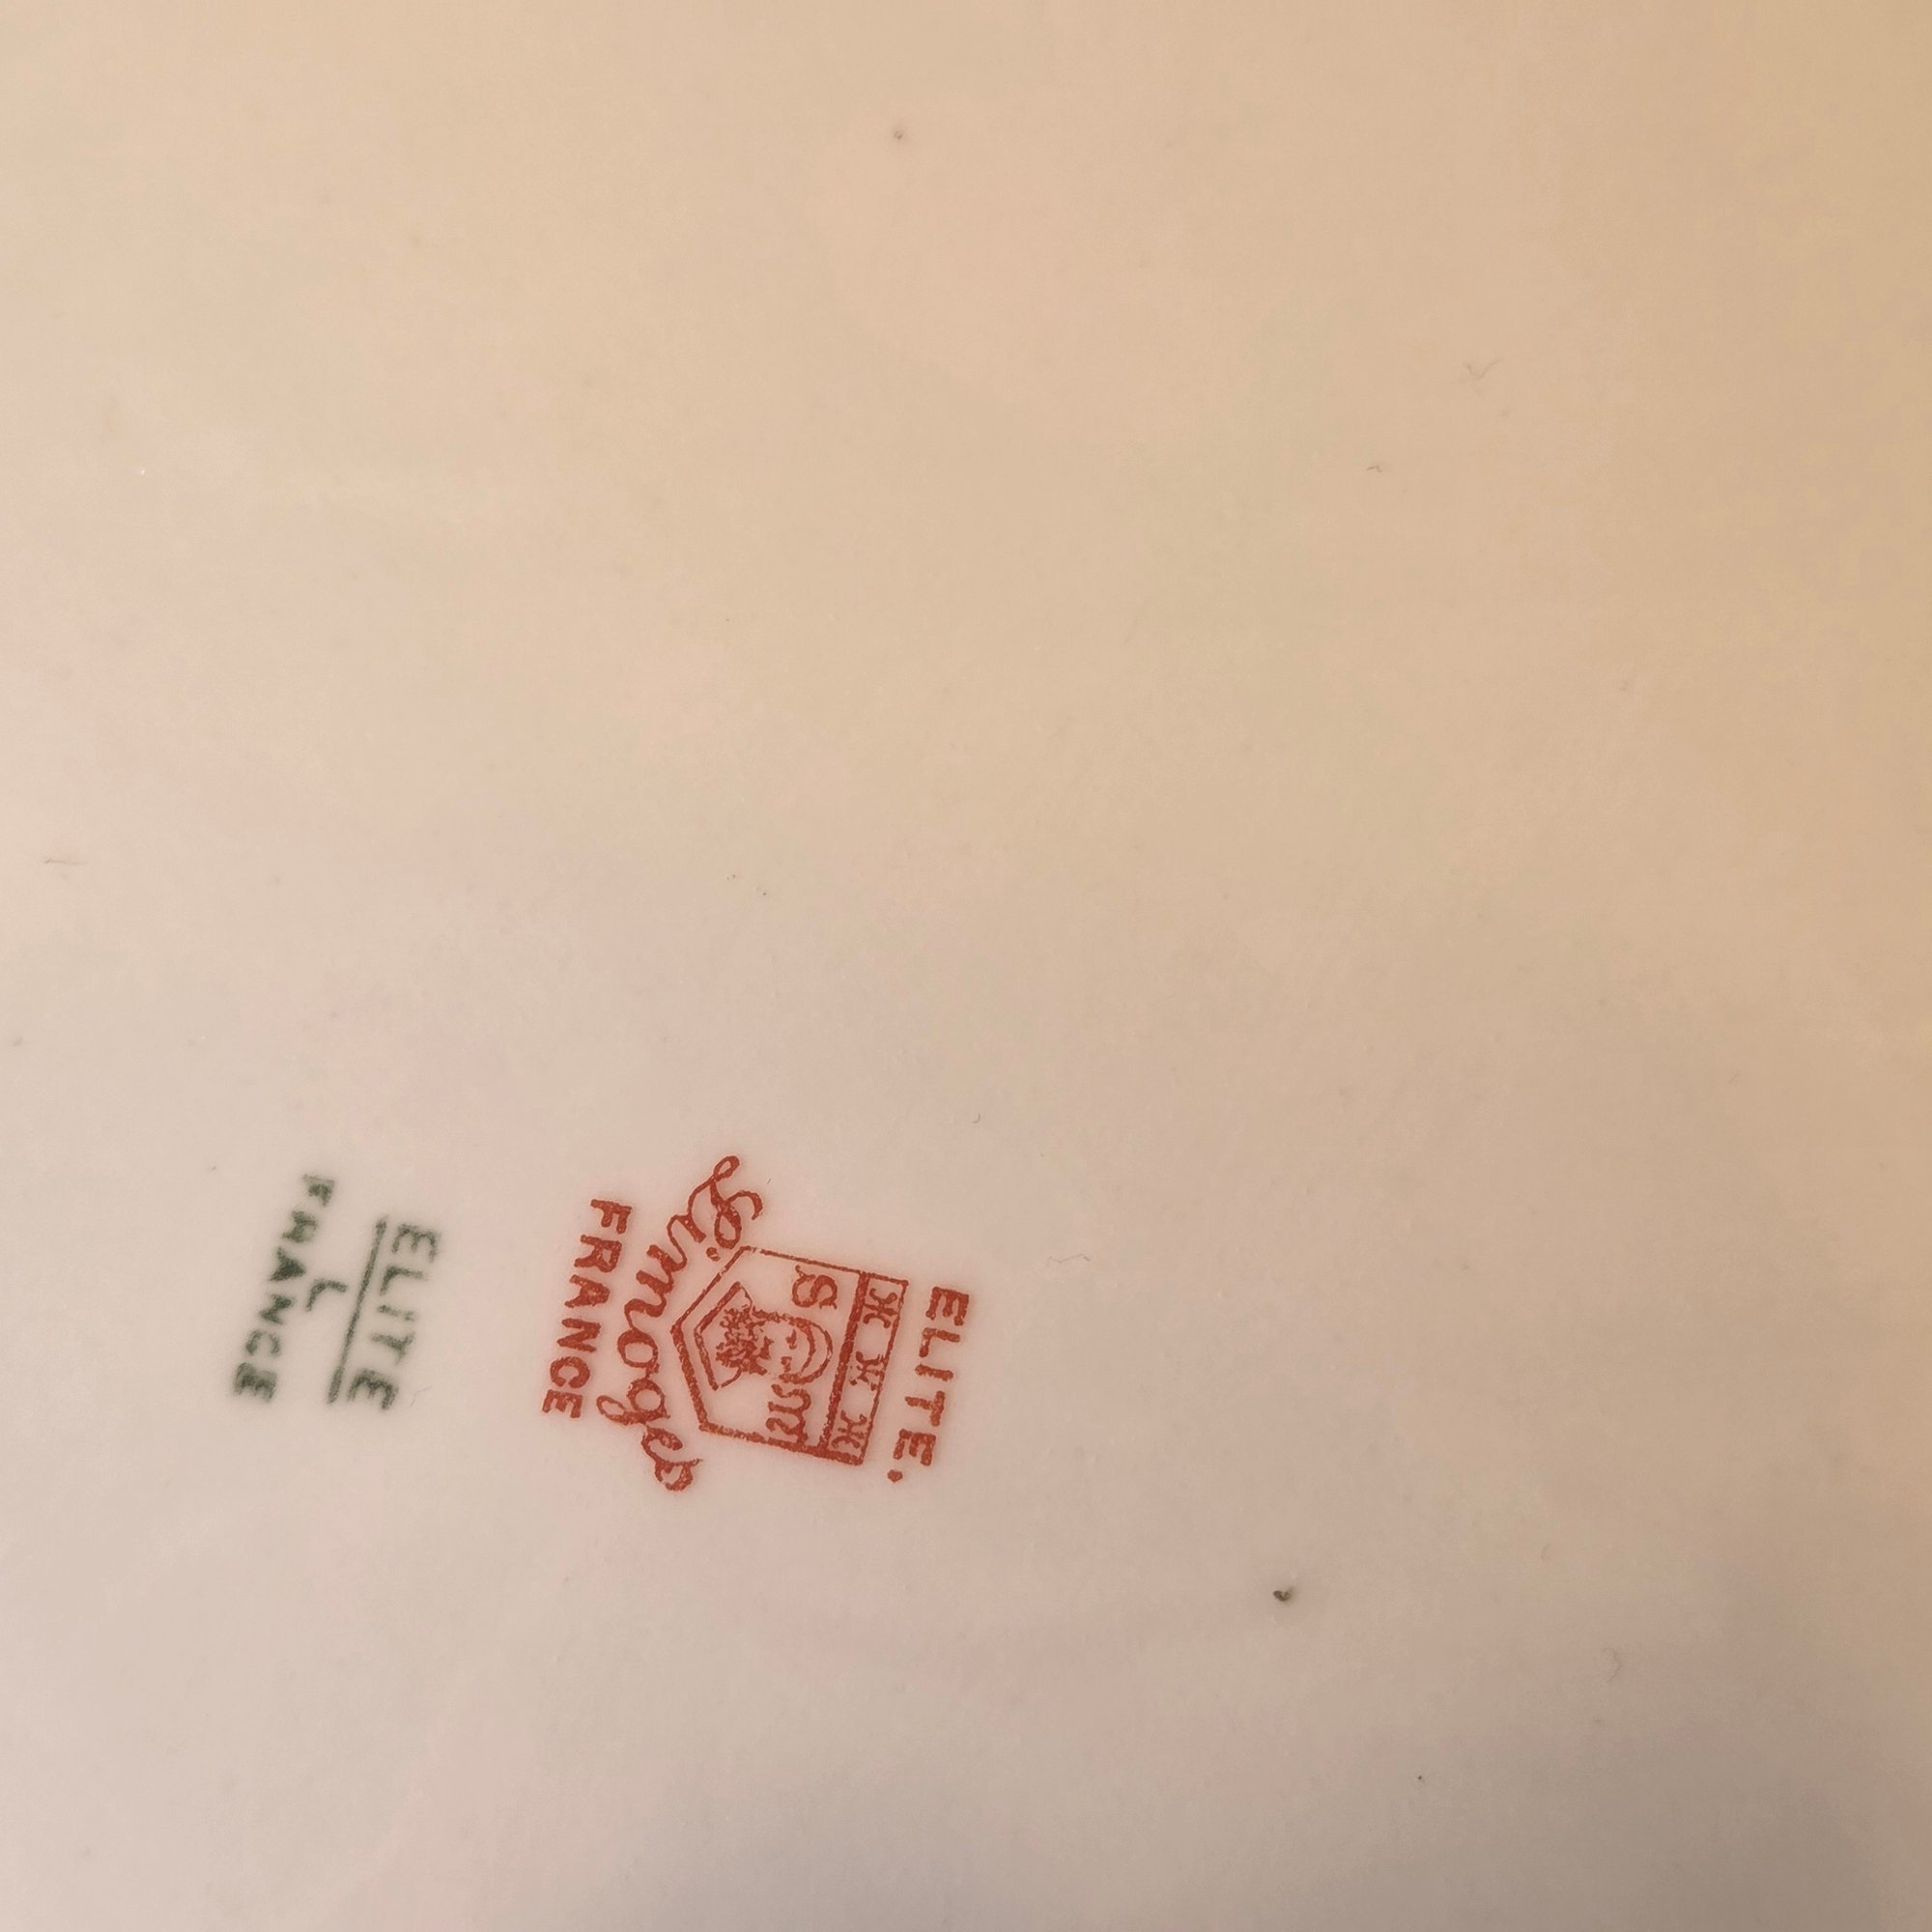 ELITE.
S M
Limoges
FRANCE
ELITE
L
FRANCE